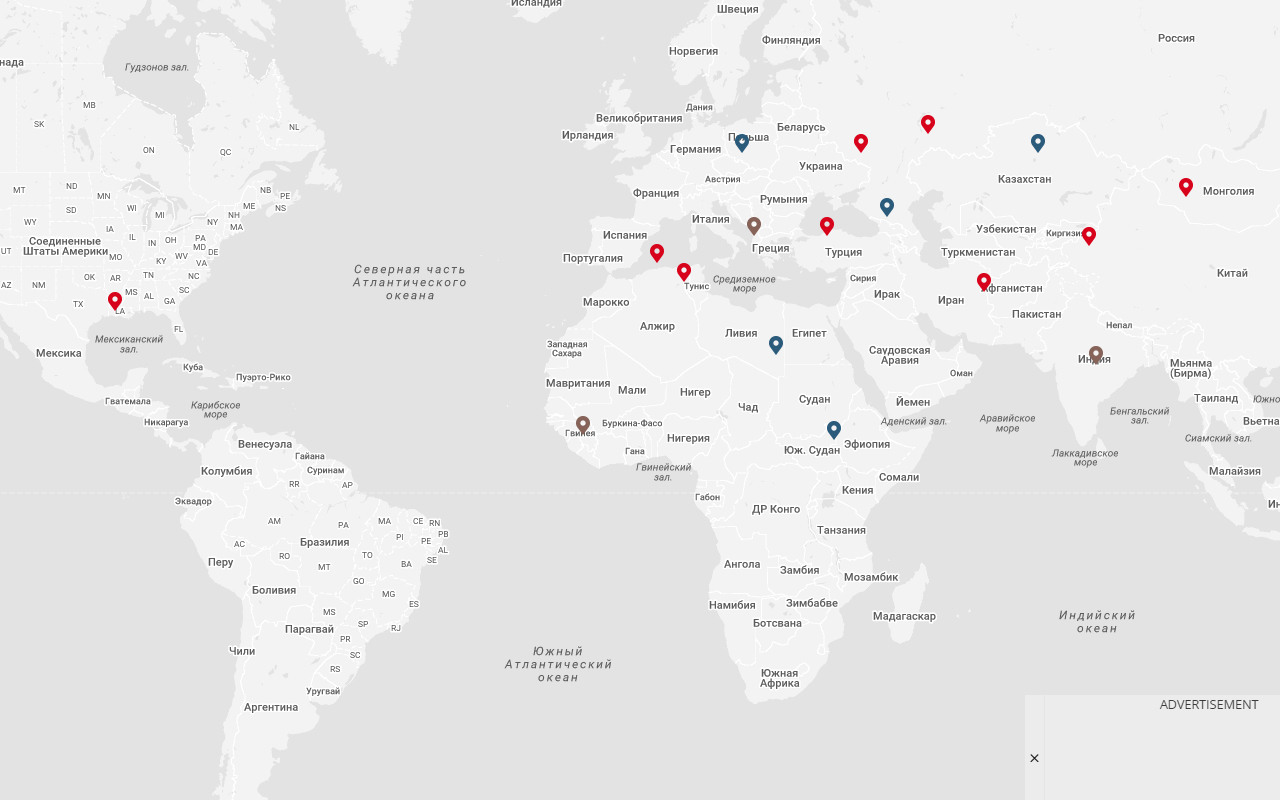 Исландия
Швеция
Россия
Финляндия
Норвегия
нада
Гудзонов зал.
MB
Дания
Великобритания
SK
NL
Беларусь
Ирландия
Польша
ON
QC
Германия
Украина
Австрия
Казахстан
MT
ND
NB
PE
MN
Франция
Монголия
Румыния
SD
WI
ME
NS
MI
NH
WY
NY
Италия
MA
IA
Узбекистан
Киргизия
Испания
IL
IN
OH
PA
Соединенные
Штаты Америки
MD
DE
UT
MO
KY
WV
VA
Греция
Турция
Туркменистан
Португалия
Северная часть
Атлантического
океана
Китай
OK
AR
TN
NC
Средиземное
море
Сирия
AZ
NM
Тунис
Афганистан
MS
AL
SC
GA
Ирак
Иран
TX
LA
Марокко
Пакистан
Алжир
Непал
FL
Ливия
Египет
Мексиканский
зал.
Западная
Сахара
Саудовская
Аравия
Мексика
Индия
Мьянма
(Бирма)
Куба
Пуэрто-Рико
Оман
Мавритания
Мали
Нигер
Гватемала
Карибское
море
Чад
Судан
Йемен
Таиланд
Южно
Никарагуа
Буркина-Фасо
Аденский зал.
Аравийское
море
Бенгальский
зал.
Вьетна
Гвинея
Нигерия
Сиамский зал.
Венесуэла
Эфиопия
Гайана
Гана
Юж. Судан
Лаккадивское
море
Колумбия
Суринам
Гвинейский
зал.
Малайзия
Сомали
RR
AP
Кения
Эквадор
Габон
Ин
ДР Конго
AM
PA
MA
CE
RN
Танзания
PB
PI
PE
Бразилия
AC
AL
RO
TO
SE
Перу
MT
BA
Ангола
Замбия
GO
Мозамбик
Боливия
MG
ES
Намибия
Зимбабве
MS
Мадагаскар
Индийский
океан
SP
Ботсвана
Парагвай
RJ
PR
Чили
SC
Южный
Атлантический
океан
RS
Южная
Африка
Уругвай
Аргентина
ADVERTISEMENT
×